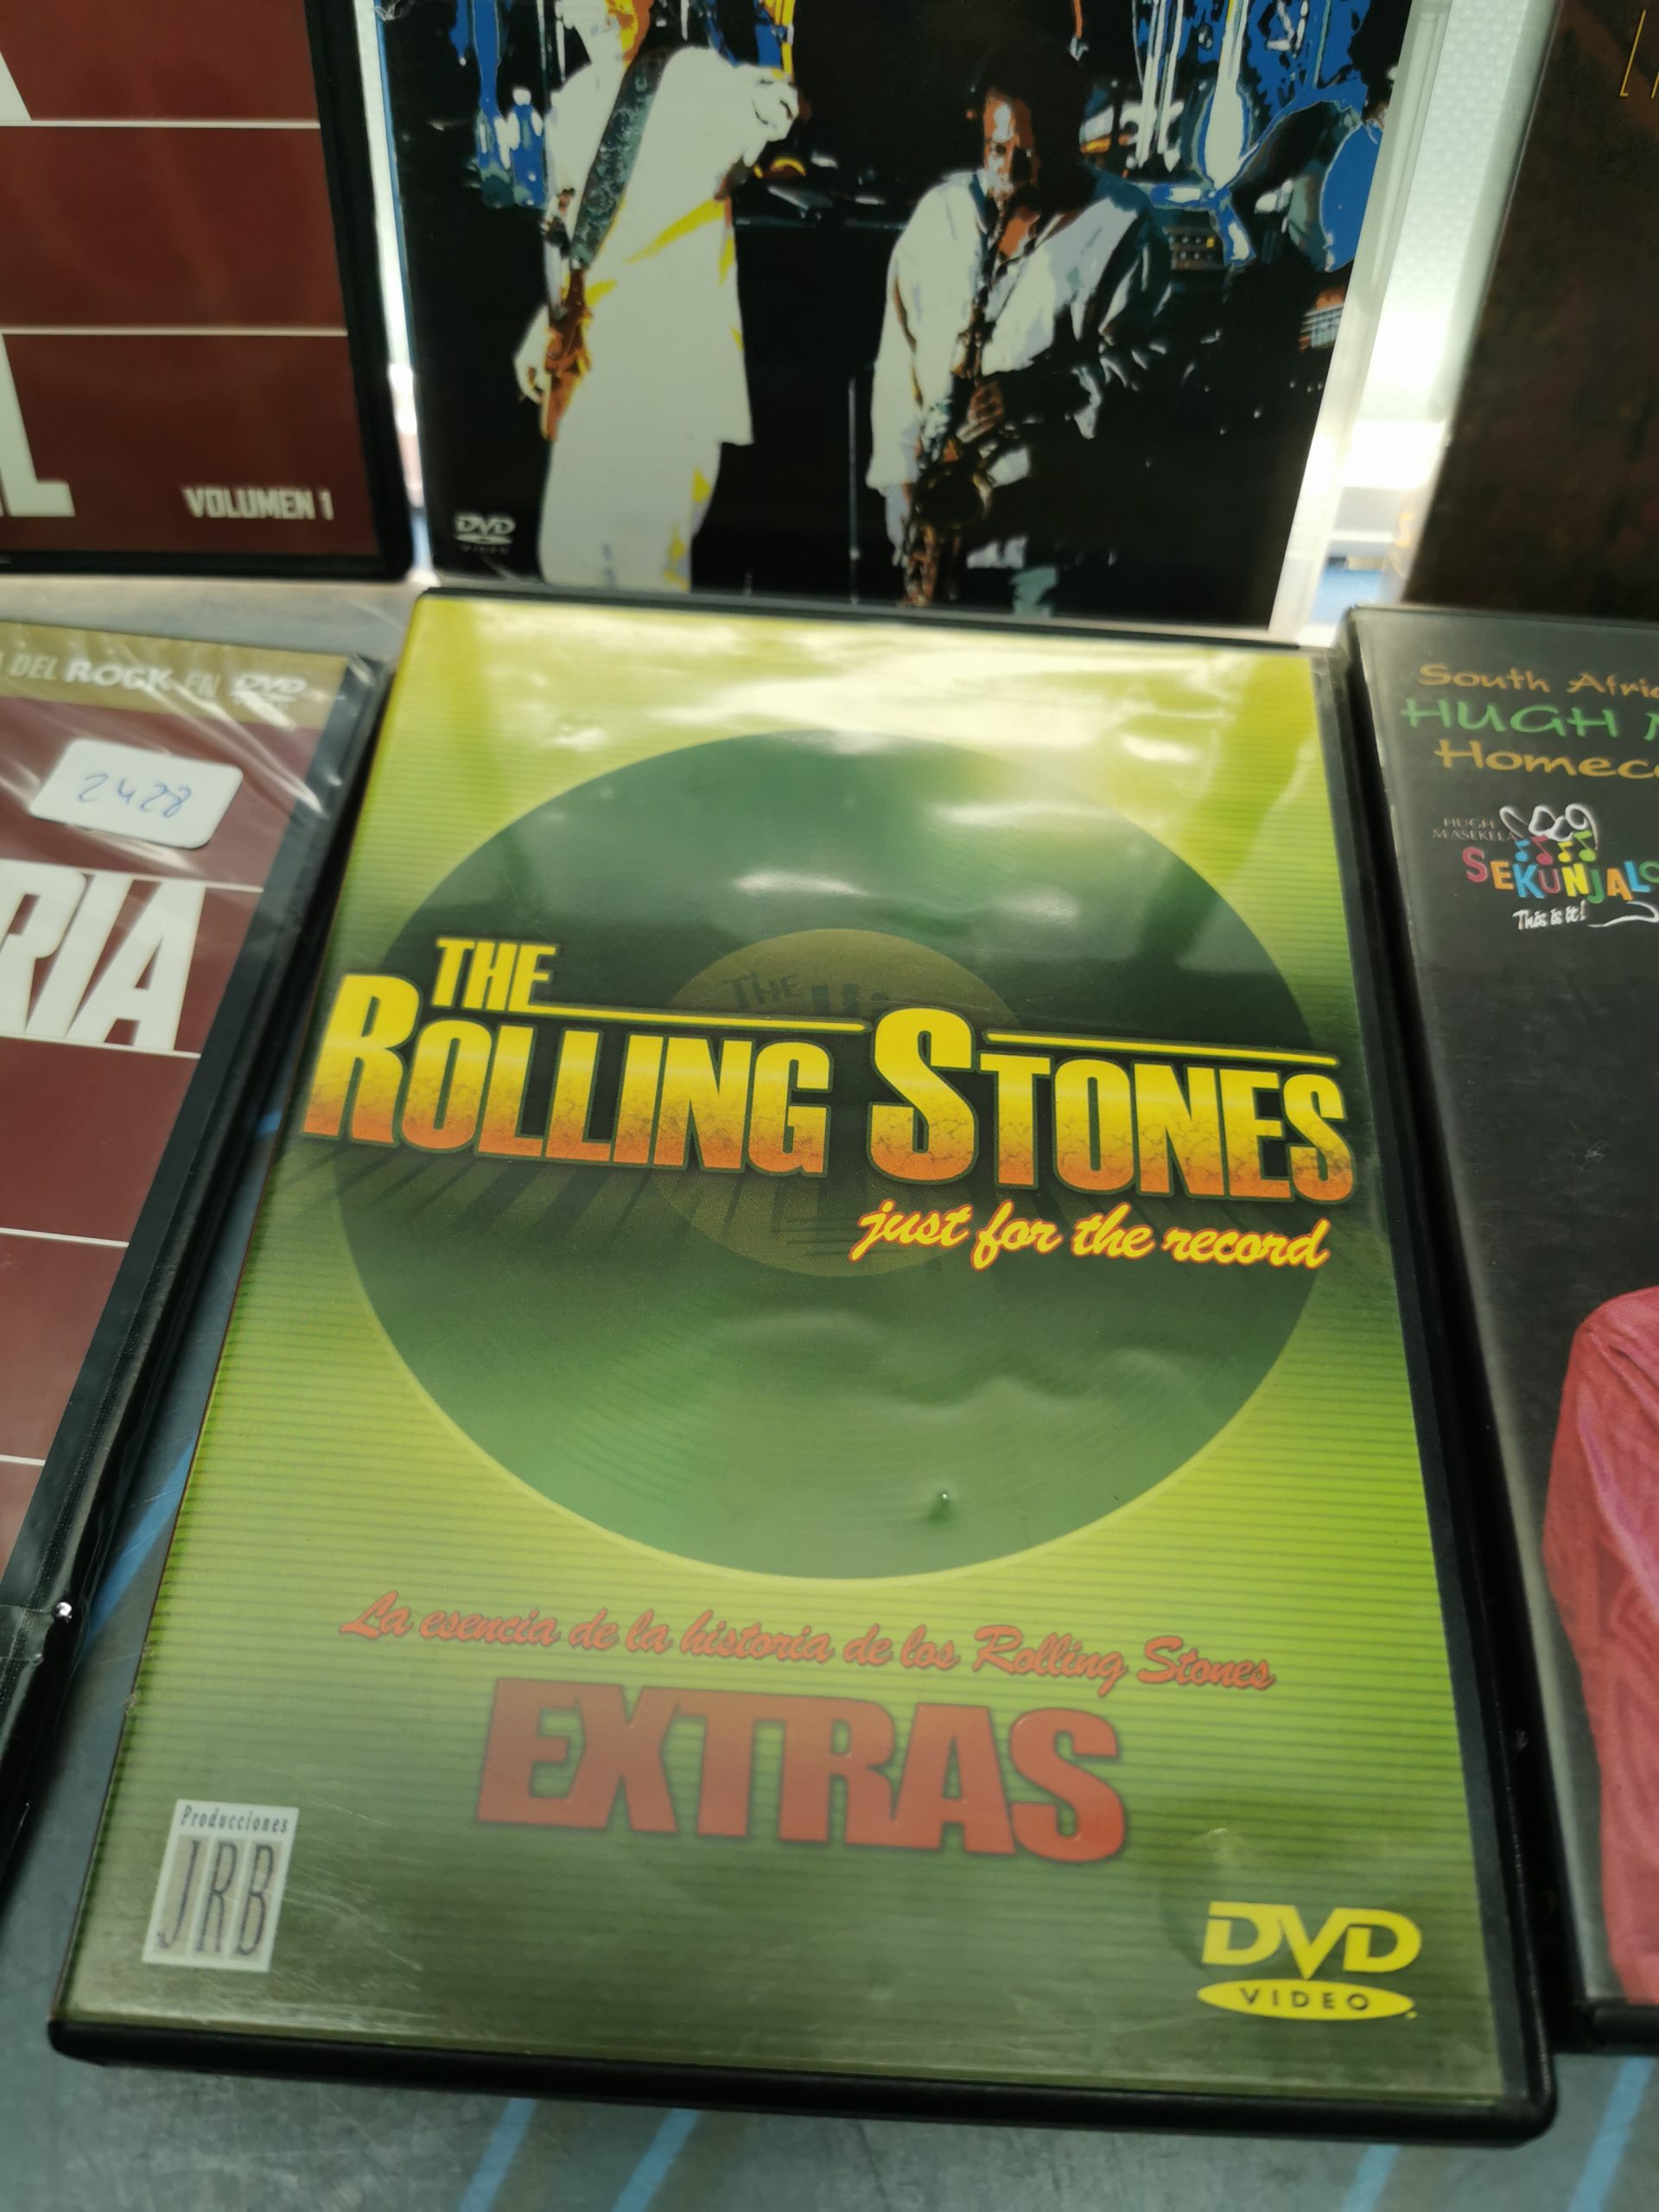 VOLUMEN 1
DVD
VIDEO
DEL ROCK EN DVD
2428
RIA
THE
ROLLING STONES
just for the record
La esencia de la historia de los Rolling Stones
EXTRAS
Producciones
JRB
DVD
VIDEO
South Afri
HUGH
Homec
HUGH
MASEKELA
SEKUNJALO
This is it!